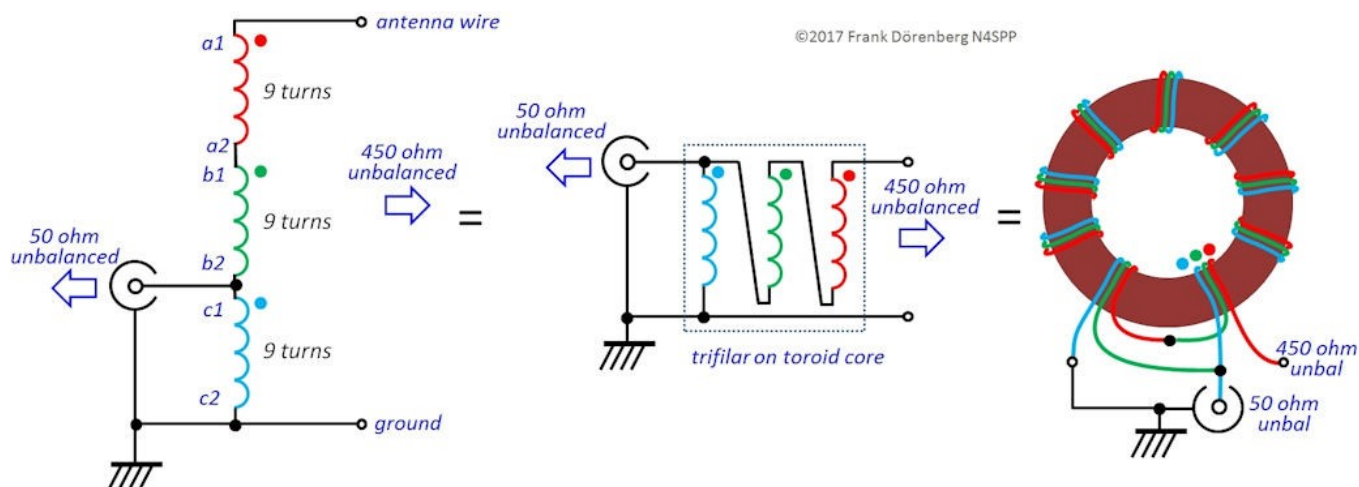 antenna wire
a1
9 turns
a2
b1
9 turns
b2
50 ohm
unbalanced
c1
9 turns
c2
ground
450 ohm
unbalanced
=
50 ohm
unbalanced
450 ohm
unbalanced
trifilar on toroid core
=
©2017 Frank Dörenberg N4SPP
450 ohm
unbal
50 ohm
unbal